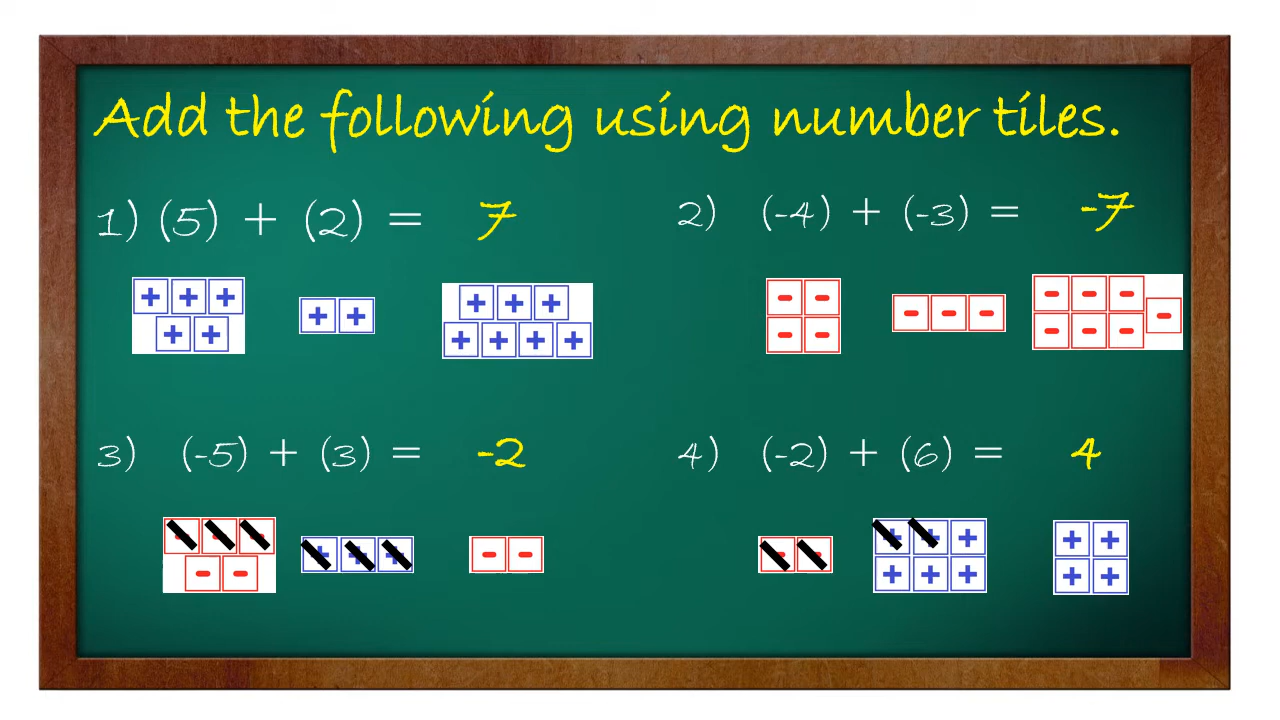 Add the following using number tiles.
1) (5) + (2) = 7
2) (-4) + (-3) = -7
+ + +
+ +
+ +
+ + +
+ + + +
- -
- -
- - -
- - -
- - -
-
3) (-5) + (3) = -2
4) (-2) + (6) = 4
- - -
- -
+ + +
- -
- -
+ + +
+ + +
+ +
+ +